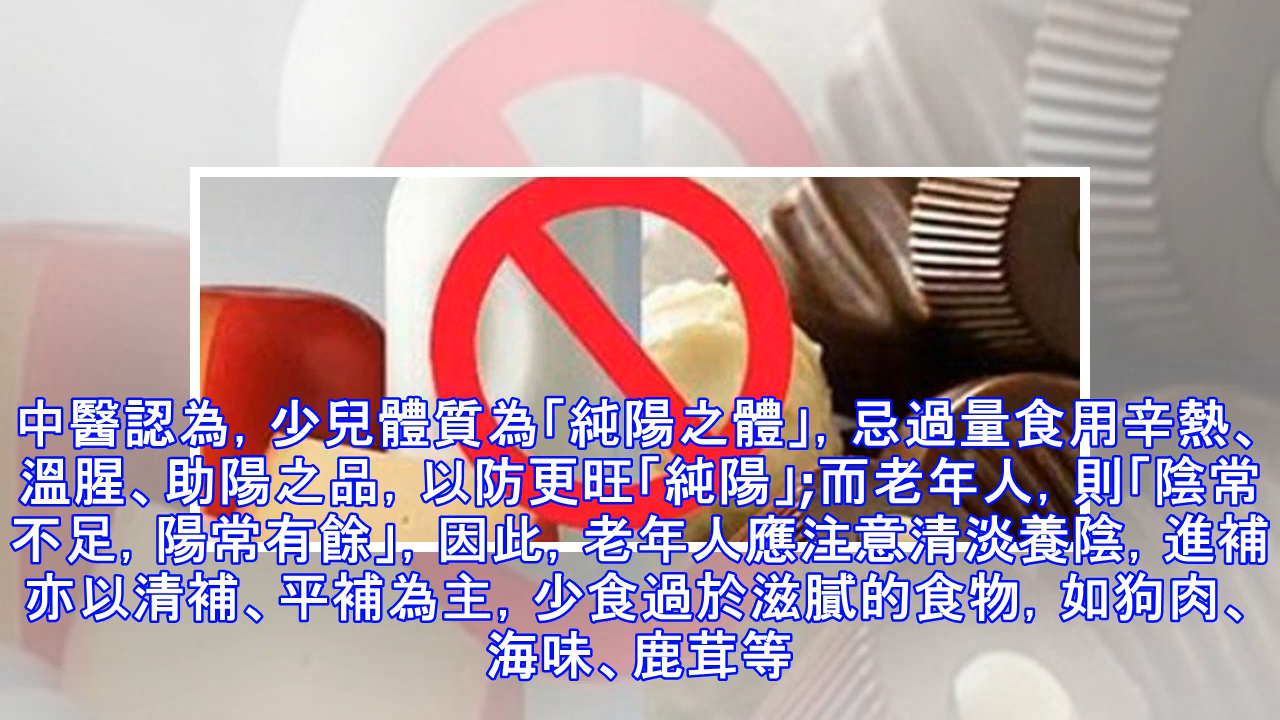 中醫認為, 少兒體質為「純陽之體」, 忌過量食用辛熱、
溫腥、助陽之品, 以防更旺「純陽」;而老年人, 則「陰常
不足, 陽常有餘」, 因此, 老年人應注意清淡養陰, 進補
亦以清補、平補為主, 少食過於滋膩的食物, 如狗肉、
海味、鹿茸等